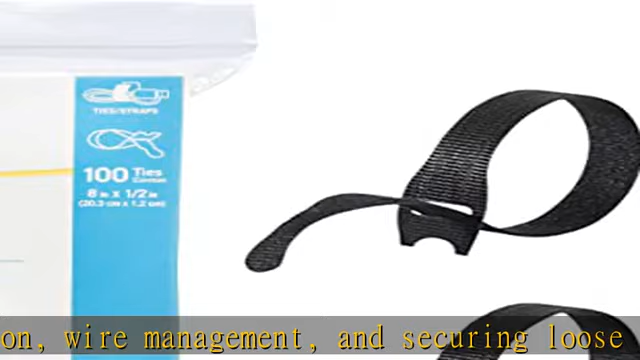 TIES/STRAPS
100 Ties
8 in x 1/2 in
(20.3 cm x 1.2 cm)
on, wire management, and securing loose